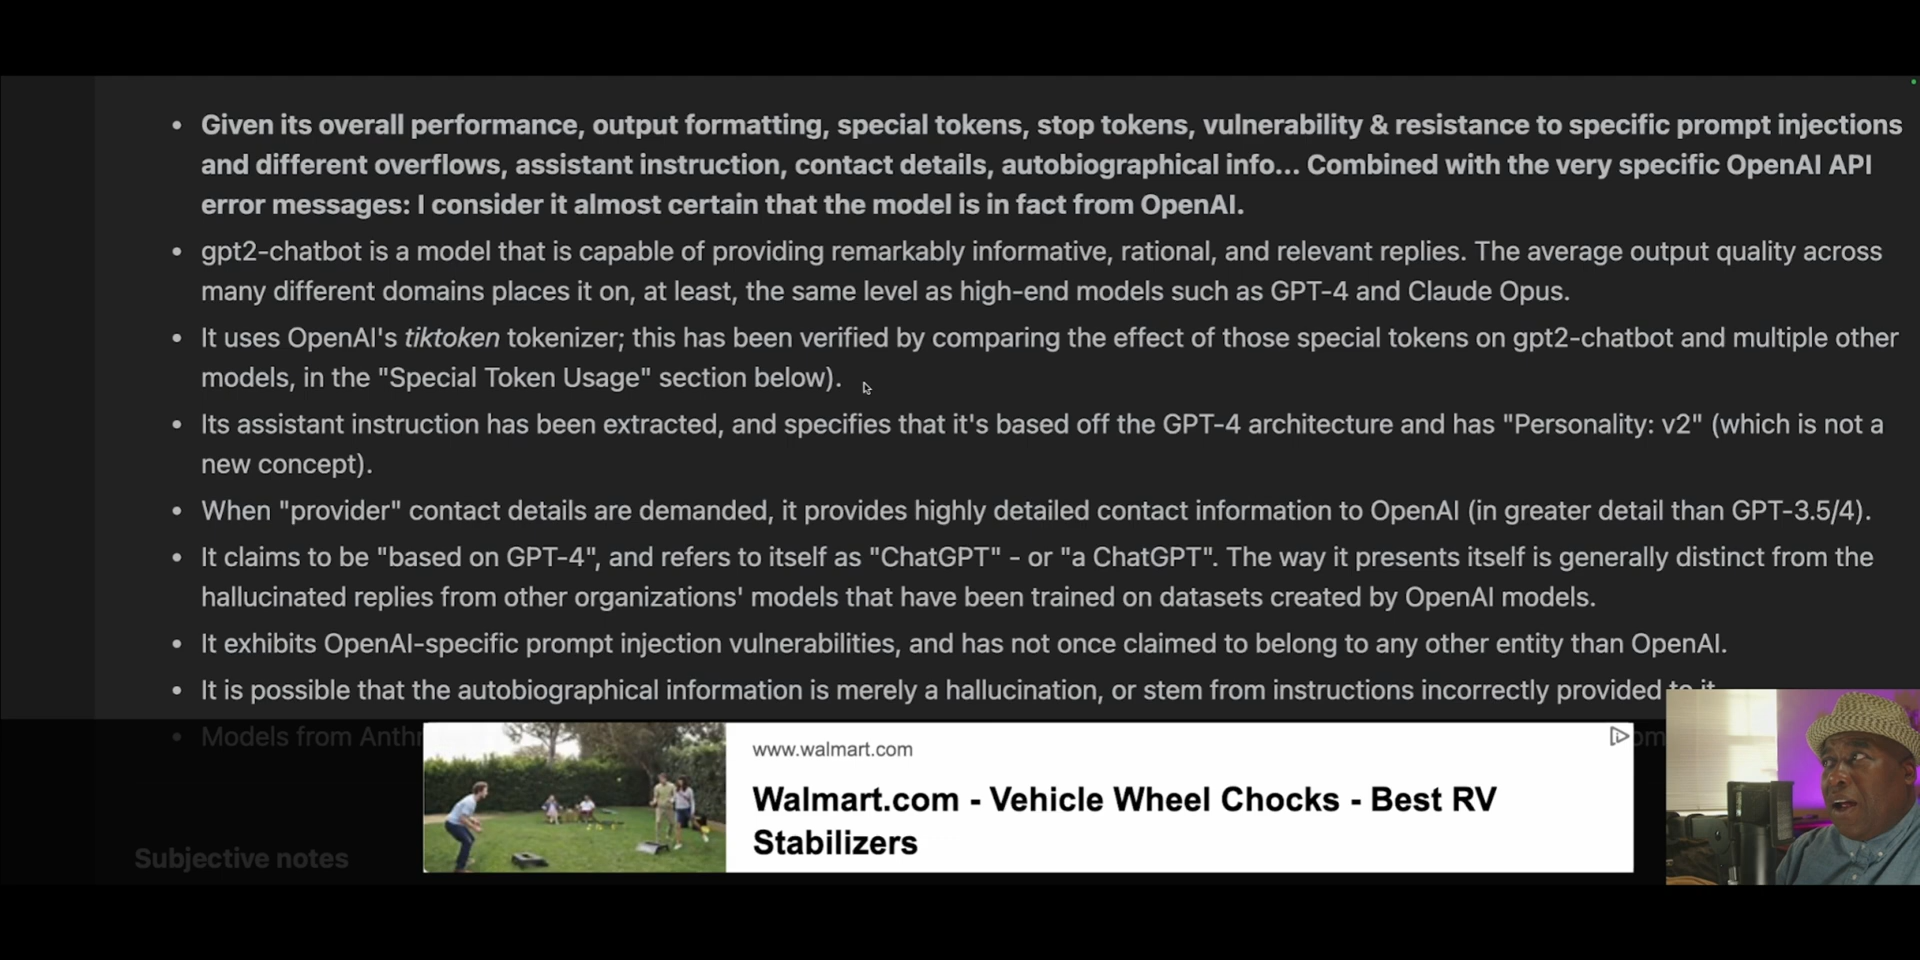 • Given its overall performance, output formatting, special tokens, stop tokens, vulnerability & resistance to specific prompt injections
and different overflows, assistant instruction, contact details, autobiographical info... Combined with the very specific OpenAI API
error messages: I consider it almost certain that the model is in fact from OpenAI.
• gpt2-chatbot is a model that is capable of providing remarkably informative, rational, and relevant replies. The average output quality across
many different domains places it on, at least, the same level as high-end models such as GPT-4 and Claude Opus.
• It uses OpenAI's tiktoken tokenizer; this has been verified by comparing the effect of those special tokens on gpt2-chatbot and multiple other
models, in the "Special Token Usage" section below).
• Its assistant instruction has been extracted, and specifies that it's based off the GPT-4 architecture and has "Personality: v2" (which is not a
new concept).
• When "provider" contact details are demanded, it provides highly detailed contact information to OpenAI (in greater detail than GPT-3.5/4).
• It claims to be "based on GPT-4", and refers to itself as "ChatGPT" - or "a ChatGPT". The way it presents itself is generally distinct from the
hallucinated replies from other organizations' models that have been trained on datasets created by OpenAI models.
• It exhibits OpenAI-specific prompt injection vulnerabilities, and has not once claimed to belong to any other entity than OpenAI.
• It is possible that the autobiographical information is merely a hallucination, or stem from instructions incorrectly provided to it.
• Models from
www.walmart.com
Walmart.com - Vehicle Wheel Chocks - Best RV
Stabilizers
Subjective notes